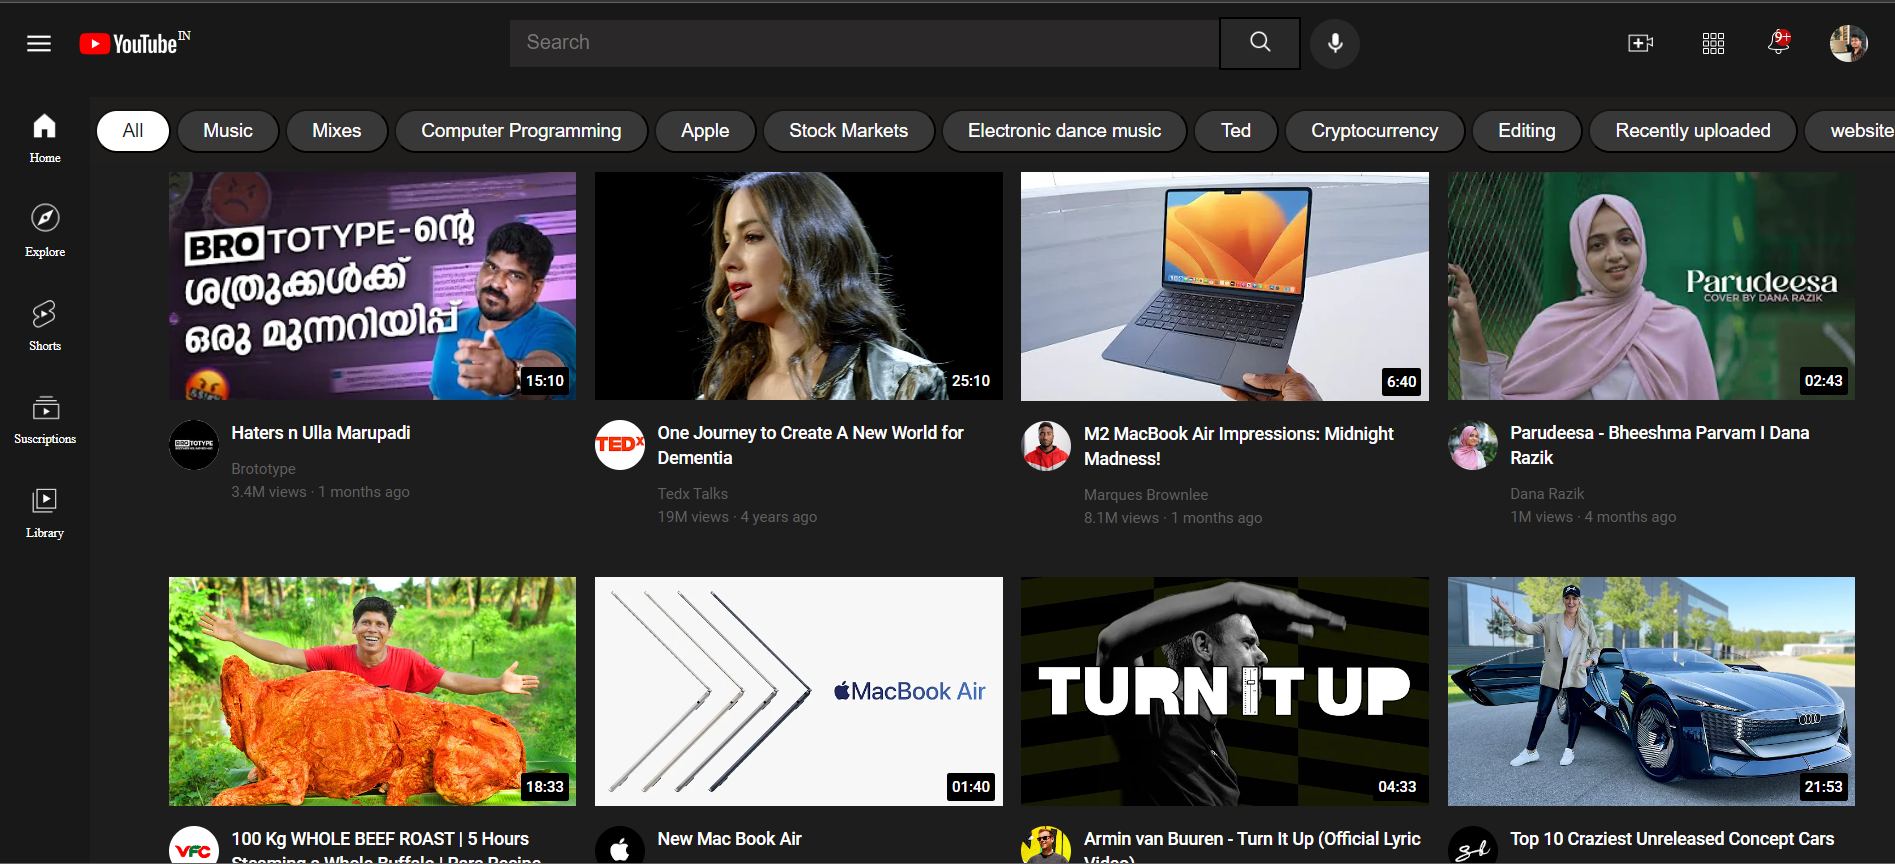 YouTube IN
Search
9+
All
Music
Mixes
Computer Programming
Apple
Stock Markets
Electronic dance music
Ted
Cryptocurrency
Editing
Recently uploaded
website
Home
Explore
Shorts
Suscriptions
Library
BROTOTYPE-ന്റെ
ശത്രുക്കൾക്ക്
ഒരു മുന്നറിയിപ്പ്
15:10
25:10
6:40
Parudeesa
COVER BY DANA RAZIK
02:43
BROTOTYPE
Haters n Ulla Marupadi
Brototype
3.4M views · 1 months ago
TEDx
One Journey to Create A New World for
Dementia
Tedx Talks
19M views · 4 years ago
M2 MacBook Air Impressions: Midnight
Madness!
Marques Brownlee
8.1M views · 1 months ago
Parudeesa - Bheeshma Parvam I Dana
Razik
Dana Razik
1M views · 4 months ago
18:33
MacBook Air
01:40
TURN IT UP
04:33
21:53
VFC
100 Kg WHOLE BEEF ROAST | 5 Hours
Steaming a Whole Buffalo | Rare Recipe
New Mac Book Air
Armin van Buuren - Turn It Up (Official Lyric
Video)
Top 10 Craziest Unreleased Concept Cars